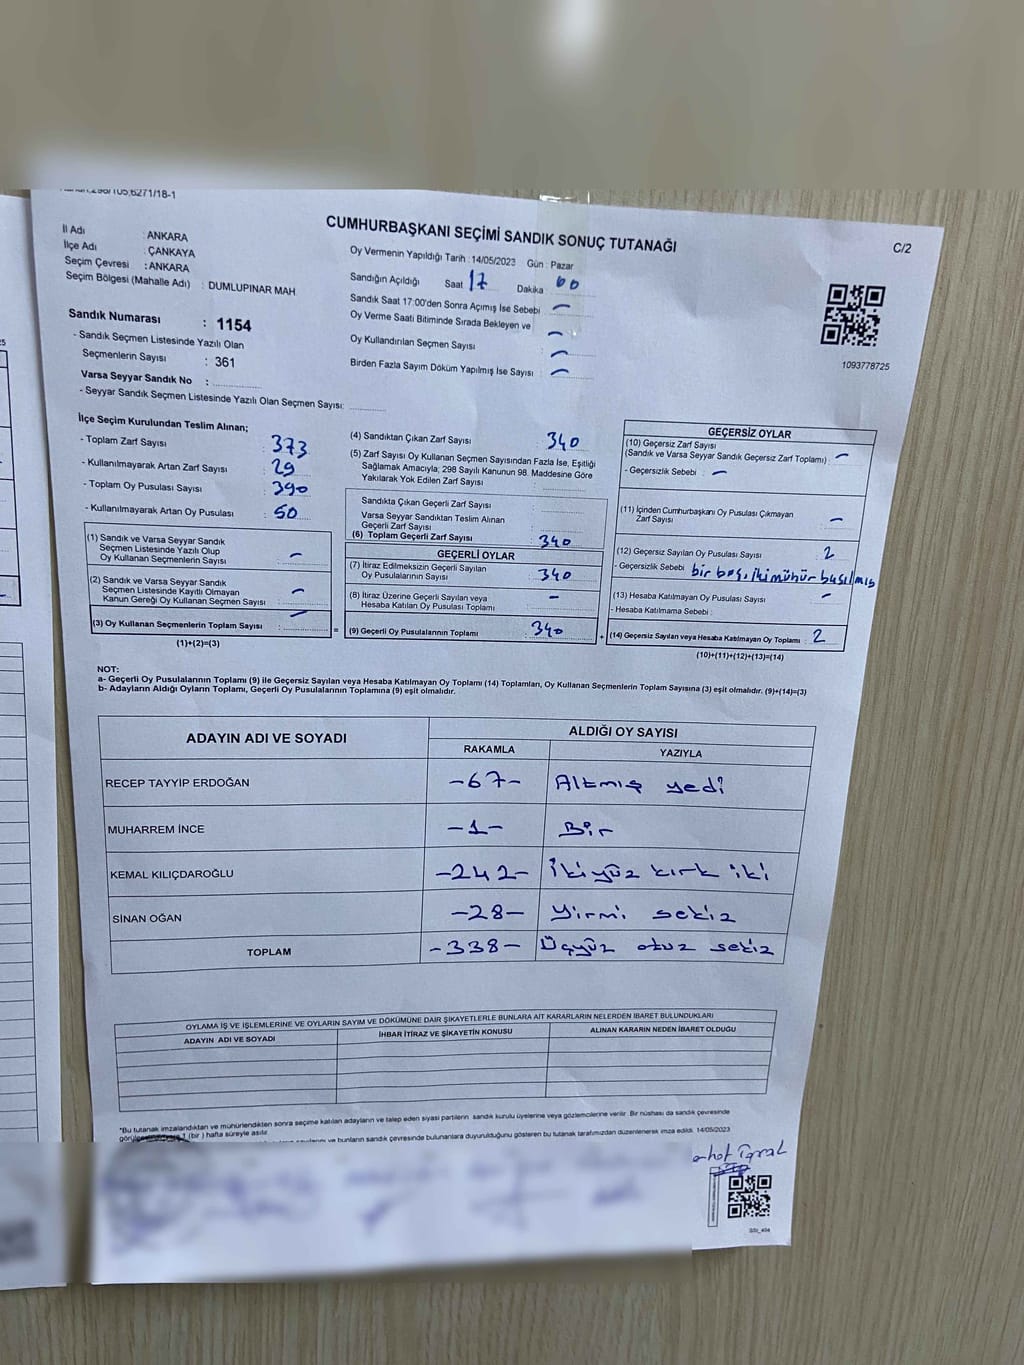 CUMHURBAŞKANI SEÇİMİ SANDIK SONUÇ TUTANAĞI
C/2
İl Adı : ANKARA
İlçe Adı : ÇANKAYA
Seçim Çevresi : ANKARA
Seçim Bölgesi (Mahalle Adı) : DUMLUPINAR MAH
Sandık Numarası : 1154
- Sandık Seçmen Listesinde Yazılı Olan
Seçmenlerin Sayısı : 361
Varsa Seyyar Sandık No :
- Seyyar Sandık Seçmen Listesinde Yazılı Olan Seçmen Sayısı:
Oy Vermenin Yapıldığı Tarih : 14/05/2023 Gün : Pazar
Sandığın Açıldığı Saat 17 Dakika 00
Sandık Saat 17:00'den Sonra Açımış İse Sebebi —
Oy Verme Saati Bitiminde Sırada Bekleyen ve —
Oy Kullandırılan Seçmen Sayısı —
Birden Fazla Sayım Döküm Yapılmış İse Sayısı : —
1093778725
İlçe Seçim Kurulundan Teslim Alınan;
- Toplam Zarf Sayısı : 373
- Kullanılmayarak Artan Zarf Sayısı : 29
- Toplam Oy Pusulası Sayısı : 390
- Kullanılmayarak Artan Oy Pusulası : 50
(1) Sandık ve Varsa Seyyar Sandık
Seçmen Listesinde Yazılı Olup
Oy Kullanan Seçmenlerin Sayısı : —
(2) Sandık ve Varsa Seyyar Sandık
Seçmen Listesinde Kayıtlı Olmayan
Kanun Gereği Oy Kullanan Seçmen Sayısı : —
(3) Oy Kullanan Seçmenlerin Toplam Sayısı : —
(1)+(2)=(3)
(4) Sandıktan Çıkan Zarf Sayısı : 340
(5) Zarf Sayısı Oy Kullanan Seçmen Sayısından Fazla İse, Eşitliği
Sağlamak Amacıyla; 298 Sayılı Kanunun 98. Maddesine Göre
Yakılarak Yok Edilen Zarf Sayısı :
Sandıkta Çıkan Geçerli Zarf Sayısı :
Varsa Seyyar Sandıktan Teslim Alınan
Geçerli Zarf Sayısı :
(6) Toplam Geçerli Zarf Sayısı : 340
GEÇERLİ OYLAR
(7) İtiraz Edilmeksizin Geçerli Sayılan
Oy Pusulalarının Sayısı : 340
(8) İtiraz Üzerine Geçerli Sayılan veya
Hesaba Katılan Oy Pusulası Toplamı : —
= (9) Geçerli Oy Pusulalarının Toplamı : 340 +
GEÇERSİZ OYLAR
(10) Geçersiz Zarf Sayısı
(Sandık ve Varsa Seyyar Sandık Geçersiz Zarf Toplamı) : —
- Geçersizlik Sebebi : —
(11) İçinden Cumhurbaşkanı Oy Pusulası Çıkmayan
Zarf Sayısı : —
(12) Geçersiz Sayılan Oy Pusulası Sayısı : 2
- Geçersizlik Sebebi bir boş, iki mühür basılmış
(13) Hesaba Katılmayan Oy Pusulası Sayısı : —
- Hesaba Katılmama Sebebi :
(14) Geçersiz Sayılan veya Hesaba Katılmayan Oy Toplamı : 2
(10)+(11)+(12)+(13)=(14)
NOT:
a- Geçerli Oy Pusulalarının Toplamı (9) ile Geçersiz Sayılan veya Hesaba Katılmayan Oy Toplamı (14) Toplamları, Oy Kullanan Seçmenlerin Toplam Sayısına (3) eşit olmalıdır. (9)+(14)=(3)
b- Adayların Aldığı Oyların Toplamı, Geçerli Oy Pusulalarının Toplamına (9) eşit olmalıdır.
ADAYIN ADI VE SOYADI ALDIĞI OY SAYISI
RAKAMLA YAZIYLA
RECEP TAYYİP ERDOĞAN -67- Altmış yedi
MUHARREM İNCE -1- Bir
KEMAL KILIÇDAROĞLU -242- İkiyüz kırk iki
SİNAN OĞAN -28- Yirmi sekiz
TOPLAM -338- Üçyüz otuz sekiz
OYLAMA İŞ VE İŞLEMLERİNE VE OYLARIN SAYIM VE DÖKÜMÜNE DAİR ŞİKAYETLERLE BUNLARA AİT KARARLARIN NELERDEN İBARET BULUNDUKLARI
ADAYIN ADI VE SOYADI İHBAR İTİRAZ VE ŞİKAYETİN KONUSU ALINAN KARARIN NEDEN İBARET OLDUĞU
*Bu tutanak imzalandıktan ve mühürlendikten sonra seçime katılan adayların ve talep eden siyasi partilerin sandık kurulu üyelerine veya gözlemcilerine verilir. Bir nüshası da sandık çevresinde
1 (bir) hafta süreyle asılır.
ve bunların sandık çevresinde bulunanlara duyurulduğunu gösteren bu tutanak tarafımızdan düzenlenerek imza edildi. 14/05/2023